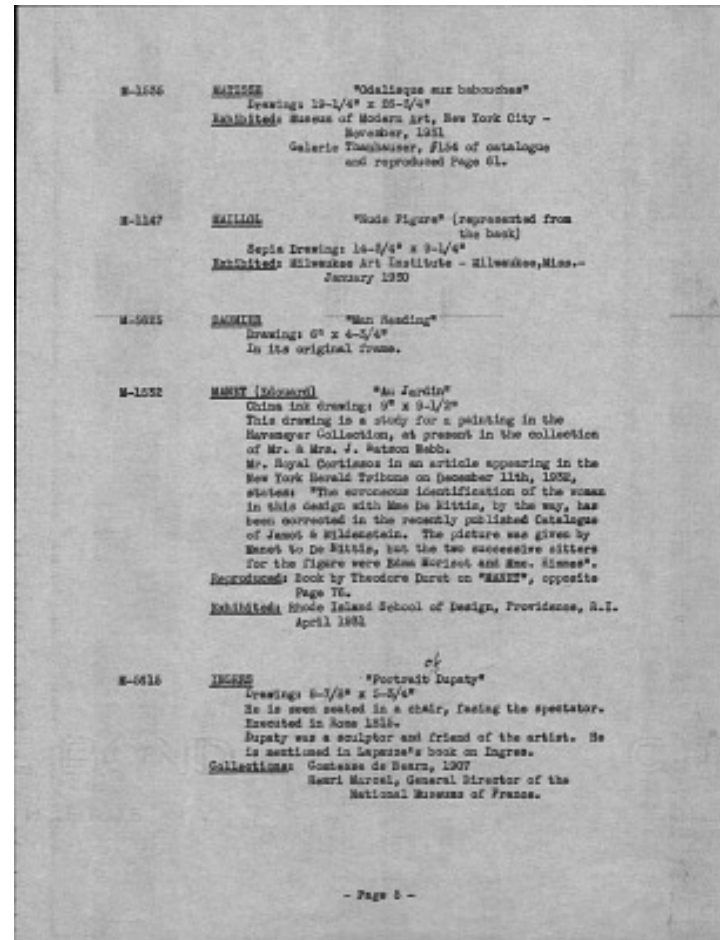 MATISSE "Odalisque aux babouches"
Drawing: 19-1/4" x 25-3/4"
Exhibited: Museum of Modern Art, New York City -
November, 1931
Galerie Thannhauser, #154 of catalogue
and reproduced Page 61.
M-1147 MAILLOL "Nude Figure" (represented from
the back)
Sepia Drawing: x 9-1/4"
Exhibited: Milwaukee Art Institute - Milwaukee,
January 1930
DAUMIER "Man Reading"
Drawing: 6" x 4-3/4"
In its original frame.
M-1532 MANET (Edouard) "Au Jardin"
China ink drawing: 9" x 9-1/2"
This drawing is a study for a painting in the
Havemeyer Collection, at present in the collection
of Mr. & Mrs. J. Watson Webb.
Mr. Royal Cortissoz in an article appearing in the
New York Herald Tribune on December 11th, 1932,
states: "The erroneous identification of the woman
in this design with Mme De Nittis, by the way, has
been corrected in the recently published Catalogue
of Jamot & Wildenstein. The picture was given by
Manet to De Nittis, but the two successive sitters
for the figure were Edma Morisot and Mme.
Reproduced: Book by Theodore Duret on "MANET", opposite
Page 76.
Exhibited: Rhode Island School of Design, Providence, R.I.
April 1931
of
INGRES "Portrait Dupaty"
Drawing:
He is seen seated in a chair, facing the spectator.
Executed in Rome
Dupaty was a sculptor and friend of the artist. He
is mentioned in Lapauze's book on Ingres.
Collections: Comtesse de Bearn, 1907
Henri Marcel, General Director of the
National Museums of France.
- Page 5 -